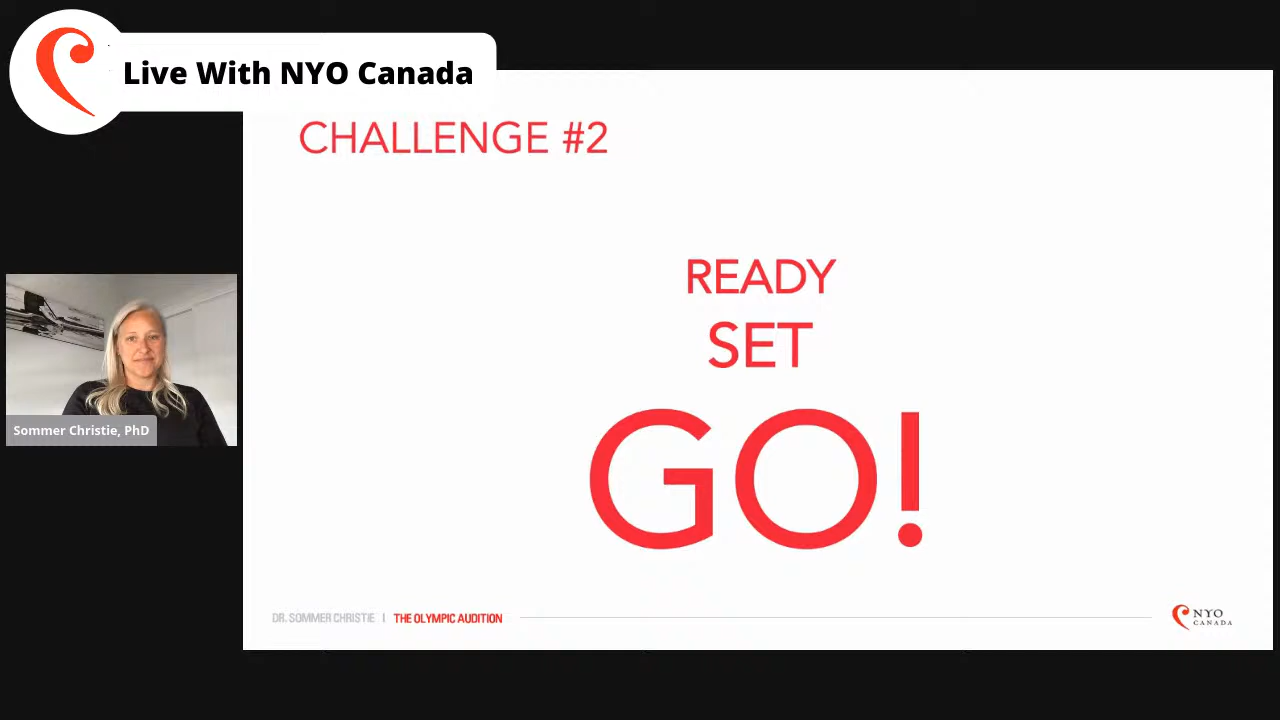 Live With NYO Canada
CHALLENGE #2
READY
SET
GO!
Sommer Christie, PhD
DR. SOMMER CHRISTIE | THE OLYMPIC AUDITION
NYO
CANADA